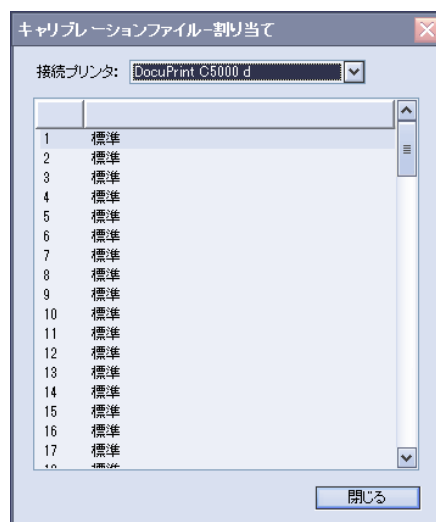 キャリブレーションファイル-割り当て
接続プリンタ: DocuPrint C5000 d
1 標準
2 標準
3 標準
4 標準
5 標準
6 標準
7 標準
8 標準
9 標準
10 標準
11 標準
12 標準
13 標準
14 標準
15 標準
16 標準
17 標準
閉じる